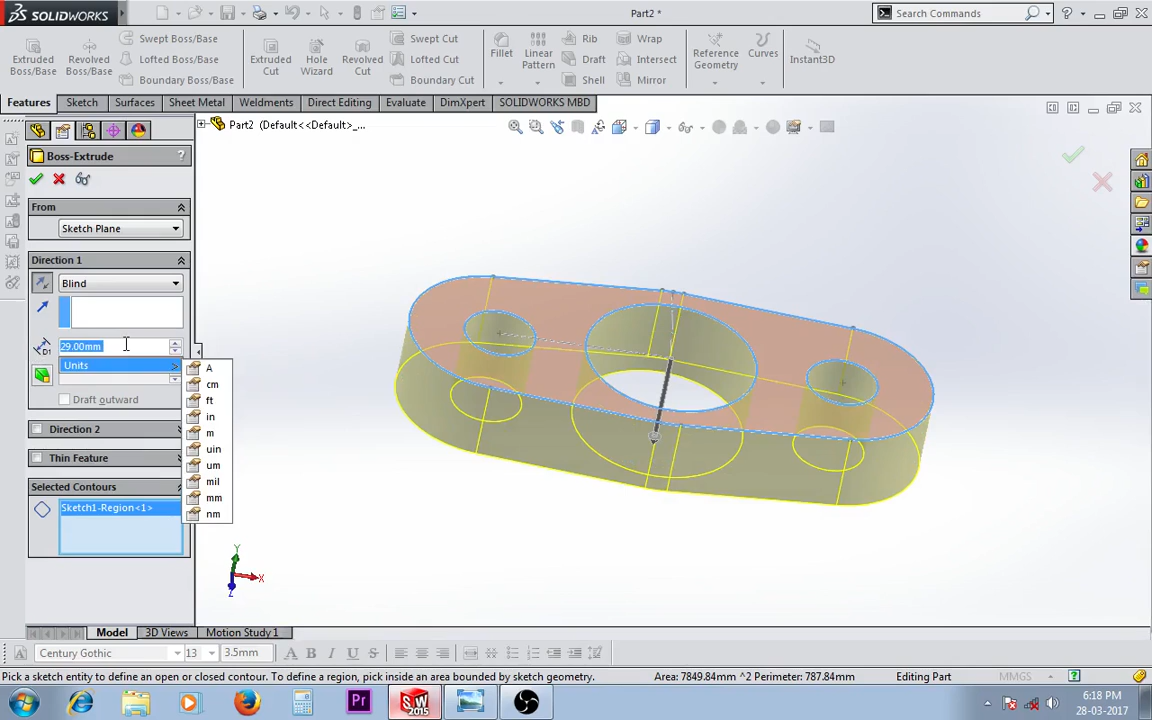 SOLIDWORKS
Part2 *
Search Commands
Extruded Boss/Base
Revolved Boss/Base
Swept Boss/Base
Lofted Boss/Base
Boundary Boss/Base
Extruded Cut
Hole Wizard
Revolved Cut
Swept Cut
Lofted Cut
Boundary Cut
Fillet
Linear Pattern
Rib
Draft
Shell
Wrap
Intersect
Mirror
Reference Geometry
Curves
Instant3D
Features
Sketch
Surfaces
Sheet Metal
Weldments
Direct Editing
Evaluate
DimXpert
SOLIDWORKS MBD
Part2 (Default<<Default>_...
Boss-Extrude
?
From
Sketch Plane
Direction 1
Blind
D1
29.00mm
Units
A
cm
ft
in
m
uin
um
mil
mm
nm
Draft outward
Direction 2
Thin Feature
Selected Contours
Sketch1-Region<1>
Y
X
Z
Model
3D Views
Motion Study 1
Century Gothic
13
3.5mm
A B I U S
Pick a sketch entity to define an open or closed contour. To define a region, pick inside an area bounded by sketch geometry.
Area: 7849.84mm ^2 Perimeter: 787.84mm
Editing Part
MMGS
Pr
SW 2015
6:18 PM
28-03-2017